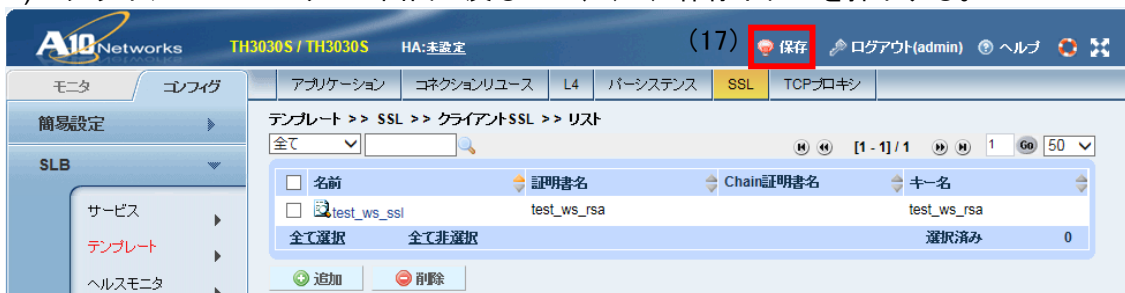 A10 Networks TH3030S / TH3030S HA:未設定 (17) 保存 ログアウト(admin) ヘルプ
モニタ コンフィグ アプリケーション コネクションリユース L4 パーシステンス SSL TCPプロキシ
簡易設定 テンプレート >> SSL >> クライアントSSL >> リスト
全て [1 - 1] / 1 1 Go 50
SLB
名前 証明書名 Chain証明書名 キー名
test_ws_ssl test_ws_rsa test_ws_rsa
サービス
全て選択 全て非選択 選択済み 0
テンプレート
追加 削除
ヘルスモニタ